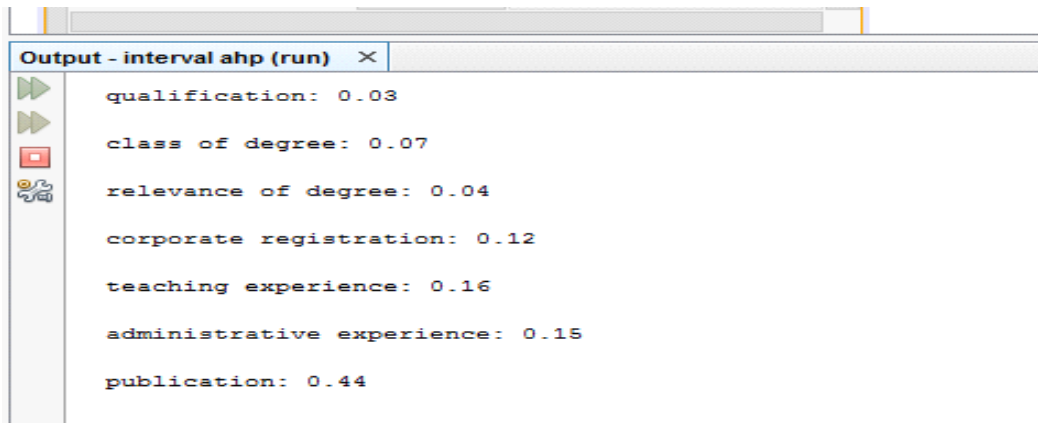 Output - interval ahp (run) ×
qualification: 0.03
class of degree: 0.07
relevance of degree: 0.04
corporate registration: 0.12
teaching experience: 0.16
administrative experience: 0.15
publication: 0.44